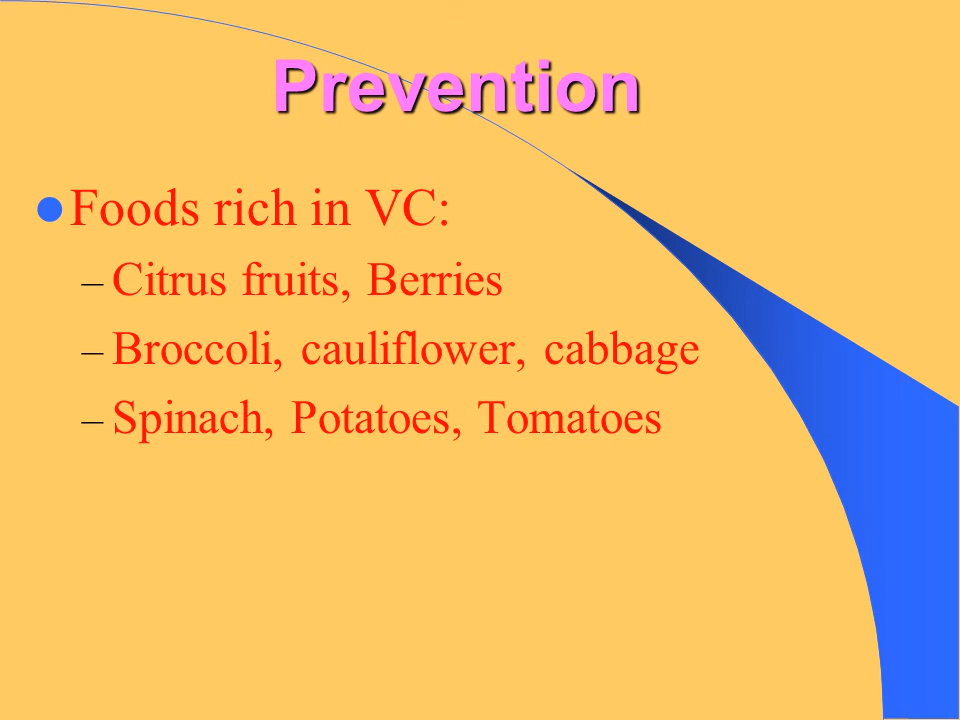 Prevention
Foods rich in VC:
– Citrus fruits, Berries
– Broccoli, cauliflower, cabbage
– Spinach, Potatoes, Tomatoes